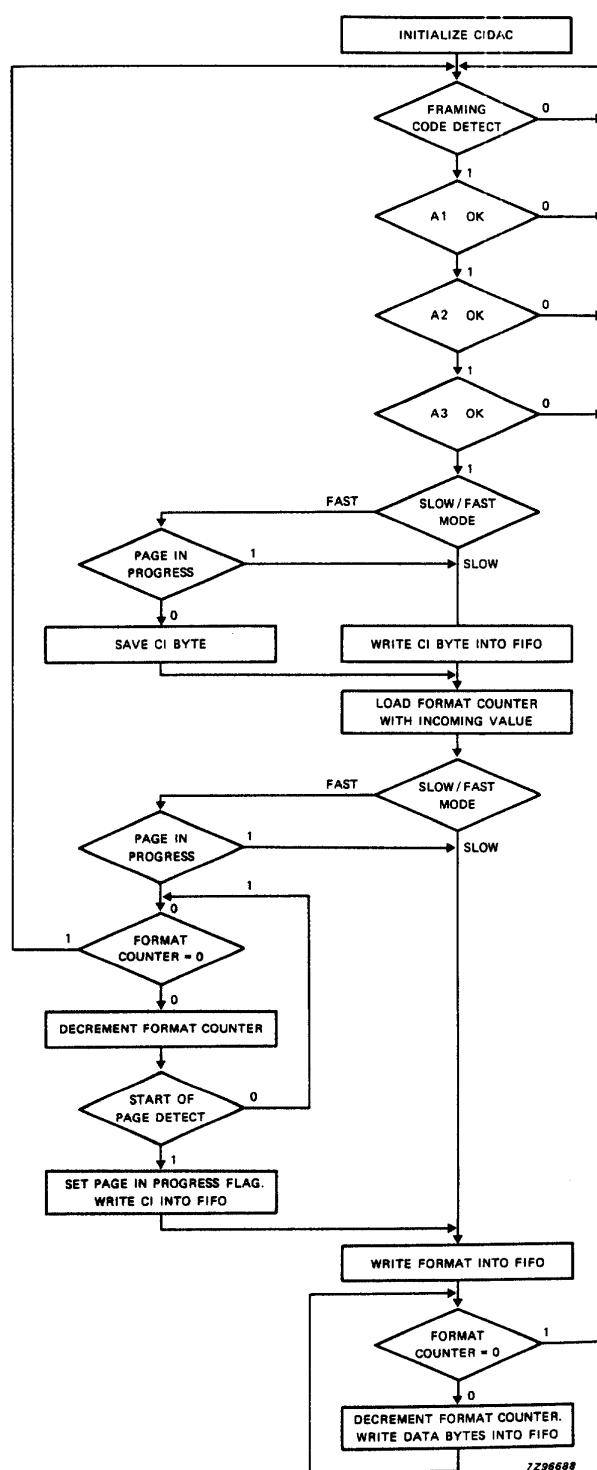 INITIALIZE CIDAC
FRAMING
CODE DETECT
0
1
A1 OK
0
1
A2 OK
0
1
A3 OK
0
1
FAST
SLOW/FAST
MODE
PAGE IN
PROGRESS
1
SLOW
0
SAVE CI BYTE
WRITE CI BYTE INTO FIFO
LOAD FORMAT COUNTER
WITH INCOMING VALUE
FAST
SLOW/FAST
MODE
PAGE IN
PROGRESS
1
SLOW
1
0
1
FORMAT
COUNTER = 0
0
DECREMENT FORMAT COUNTER
START OF
PAGE DETECT
0
1
SET PAGE IN PROGRESS FLAG.
WRITE CI INTO FIFO
WRITE FORMAT INTO FIFO
FORMAT
COUNTER = 0
1
0
DECREMENT FORMAT COUNTER.
WRITE DATA BYTES INTO FIFO
7Z96688